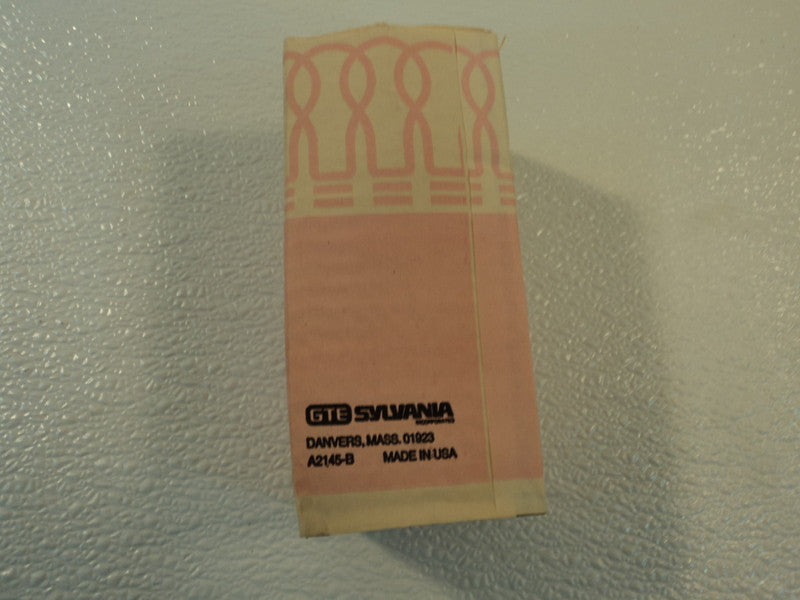 GTE SYLVANIA
INCORPORATED
DANVERS, MASS. 01923
A2145-B MADE IN USA